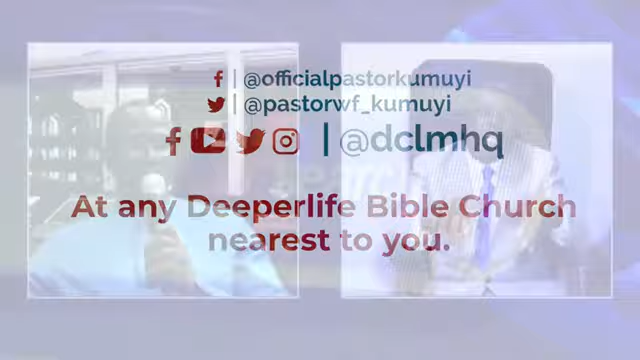 | @officialpastorkumuyi
| @pastorwf_kumuyi
| @dclmhq
At any Deeperlife Bible Church
nearest to you.